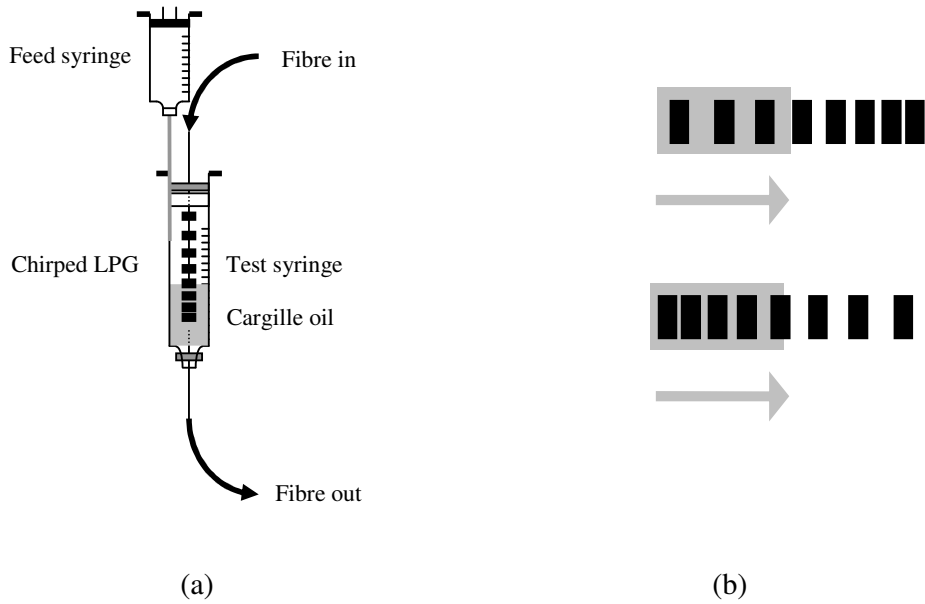 Feed syringe
Fibre in
Chirped LPG
Test syringe
Cargille oil
Fibre out
(a)
(b)